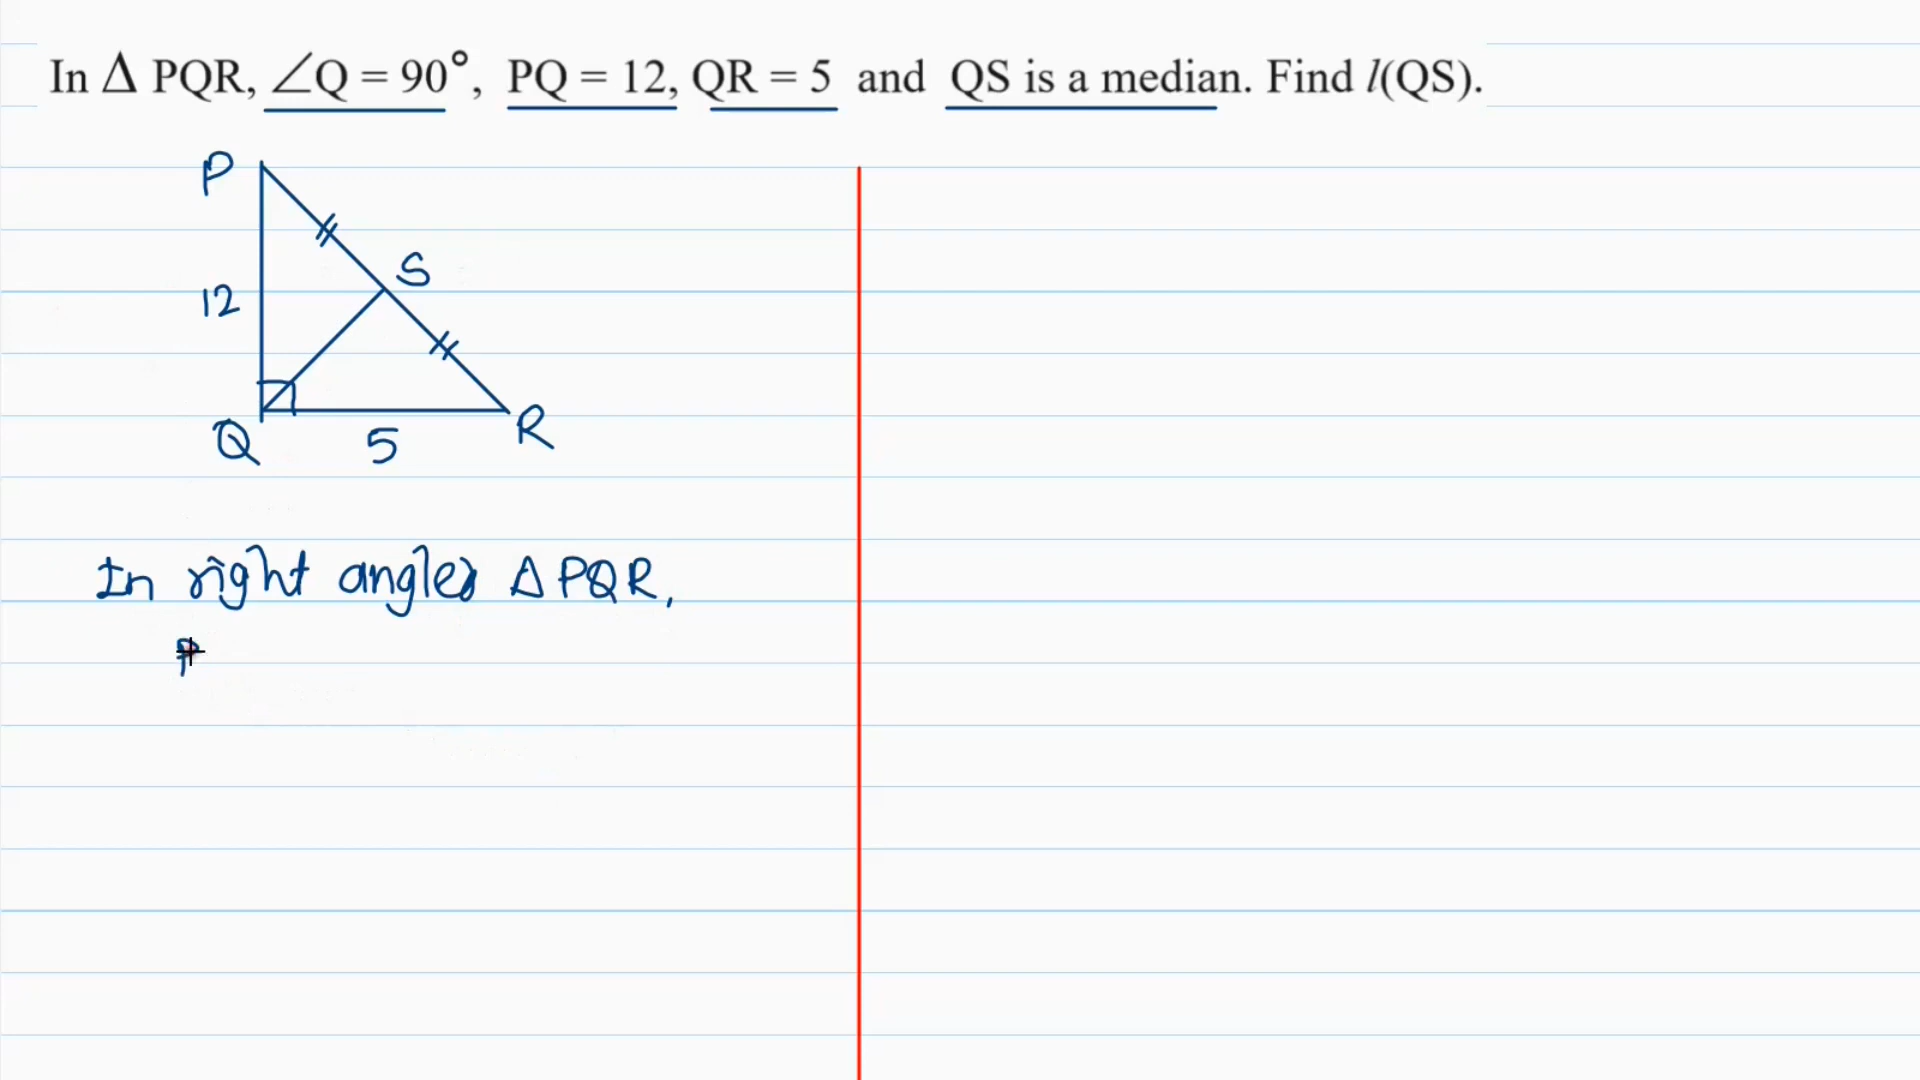 In Δ PQR, ∠Q = 90°, PQ = 12, QR = 5 and QS is a median. Find l(QS).
P
S
12
Q
5
R
In right angled Δ PQR,
P